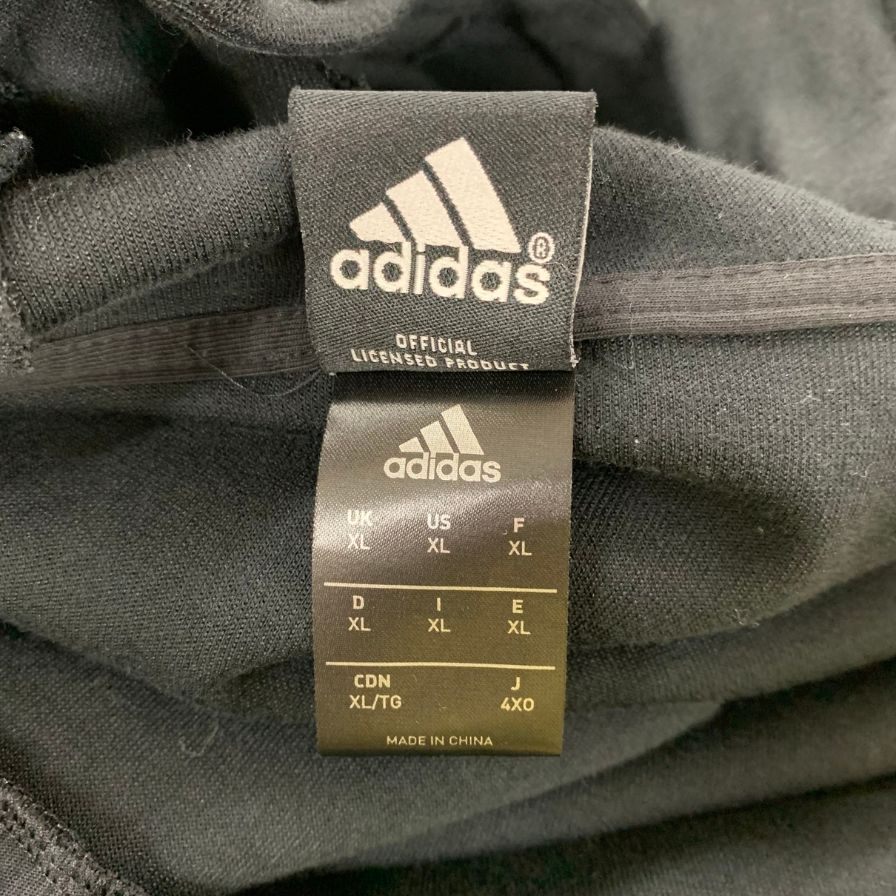 adidas®
OFFICIAL
LICENSED PRODUCT
adidas
UK US F
XL XL XL
D I E
XL XL XL
CDN J
XL/TG 4XO
MADE IN CHINA